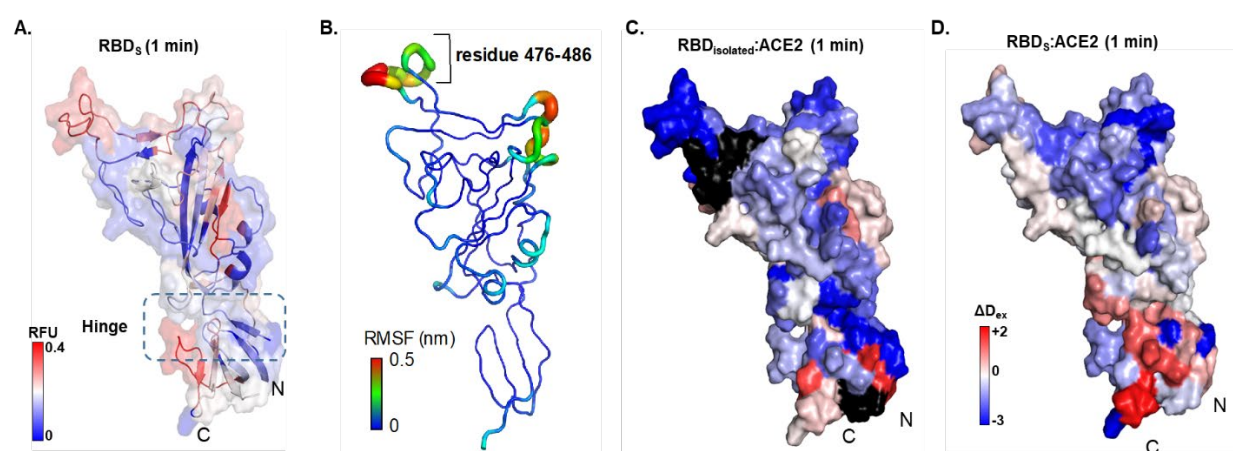 A.
RBDS (1 min)
RFU
0.4
0
Hinge
N
C
B.
residue 476-486
RMSF (nm)
0.5
0
C.
RBDisolated:ACE2 (1 min)
C
N
D.
RBDS:ACE2 (1 min)
ΔDex
+2
0
-3
N
C